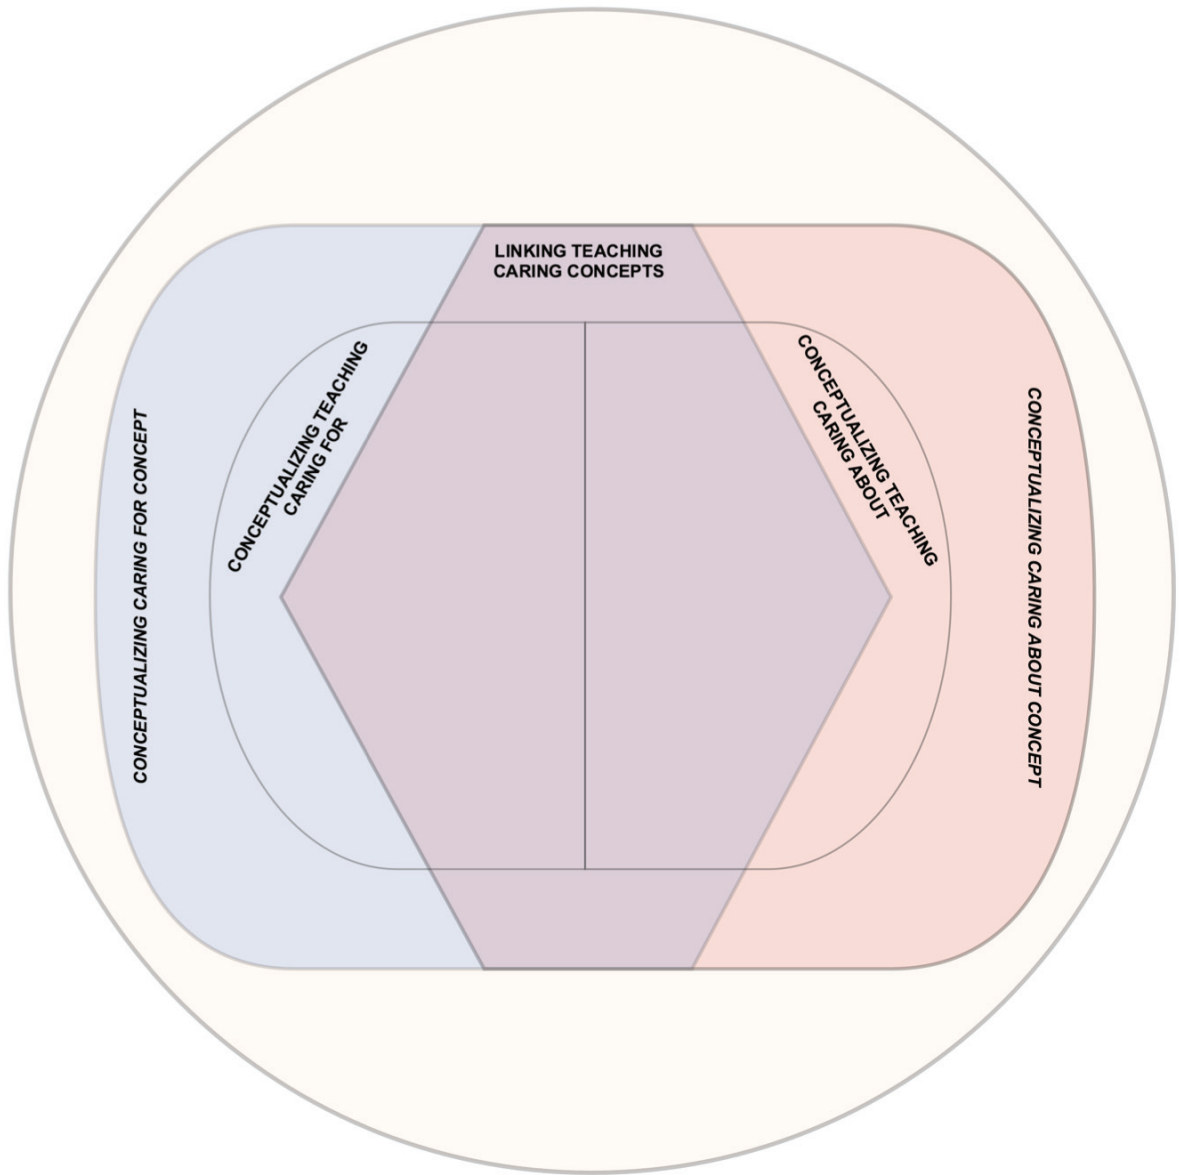 LINKING TEACHING
CARING CONCEPTS
CONCEPTUALIZING CARING FOR CONCEPT
CONCEPTUALIZING TEACHING
CARING FOR
CONCEPTUALIZING TEACHING
CARING ABOUT
CONCEPTUALIZING CARING ABOUT CONCEPT